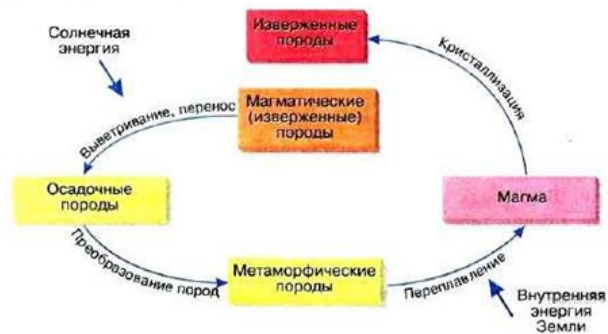 Солнечная
энергия
Изверженные
породы
Кристаллизация
Выветривание, перенос
Магматические
(изверженные)
породы
Осадочные
породы
Магма
Преобразование пород
Метаморфические
породы
Переплавление
Внутренняя
энергия
Земли